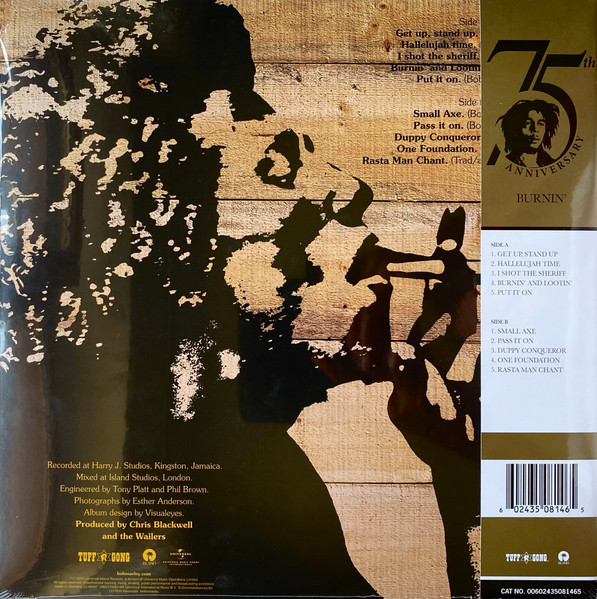 Side
Get up, stand up.
Hallelujah time.
I shot the sheriff.
Burnin' and Lootin
Put it on. (Bob
Side
Small Axe. (Bo
Pass it on. (Bo
Duppy Conqueror
One Foundation.
Rasta Man Chant. (Trad/a
Recorded at Harry J. Studios, Kingston, Jamaica.
Mixed at Island Studios, London.
Engineered by Tony Platt and Phil Brown.
Photographs by Esther Anderson.
Album design by Visualeyes.
Produced by Chris Blackwell
and the Wailers
TUFF GONG
ISLAND
UNIVERSAL
bobmarley.com
75th
ANNIVERSARY
BURNIN'
SIDE A
1. GET UP, STAND UP
2. HALLELUJAH TIME
3. I SHOT THE SHERIFF
4. BURNIN' AND LOOTIN'
5. PUT IT ON
SIDE B
1. SMALL AXE
2. PASS IT ON
3. DUPPY CONQUEROR
4. ONE FOUNDATION
5. RASTA MAN CHANT
6 02435 08146 5
TUFF GONG
ISLAND
CAT NO. 00602435081465